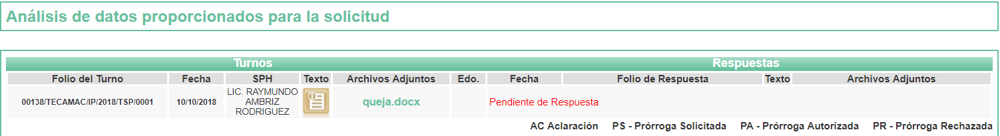 Análisis de datos proporcionados para la solicitud
Turnos Respuestas
Folio del Turno Fecha SPH Texto Archivos Adjuntos Edo. Fecha Folio de Respuesta Texto Archivos Adjuntos
00138/TECAMAC/IP/2018/TSP/0001 10/10/2018 LIC. RAYMUNDO
AMBRIZ
RODRIGUEZ
queja.docx
Pendiente de Respuesta
AC Aclaración PS - Prórroga Solicitada PA - Prórroga Autorizada PR - Prórroga Rechazada